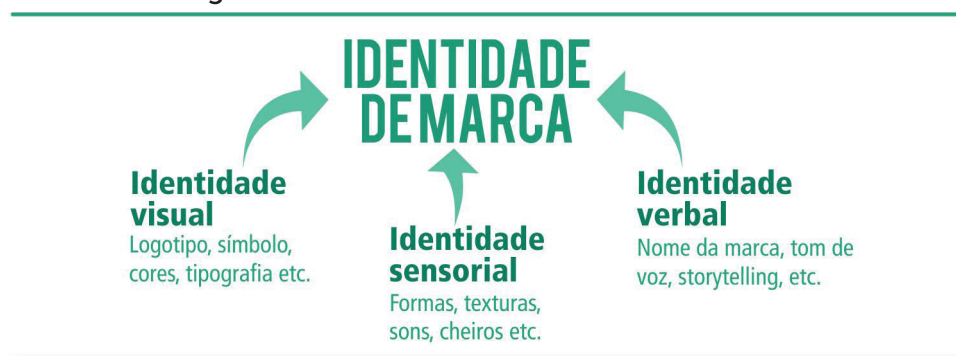 IDENTIDADE
DE MARCA
Identidade
visual
Logotipo, símbolo,
cores, tipografia etc.
Identidade
sensorial
Formas, texturas,
sons, cheiros etc.
Identidade
verbal
Nome da marca, tom de
voz, storytelling, etc.